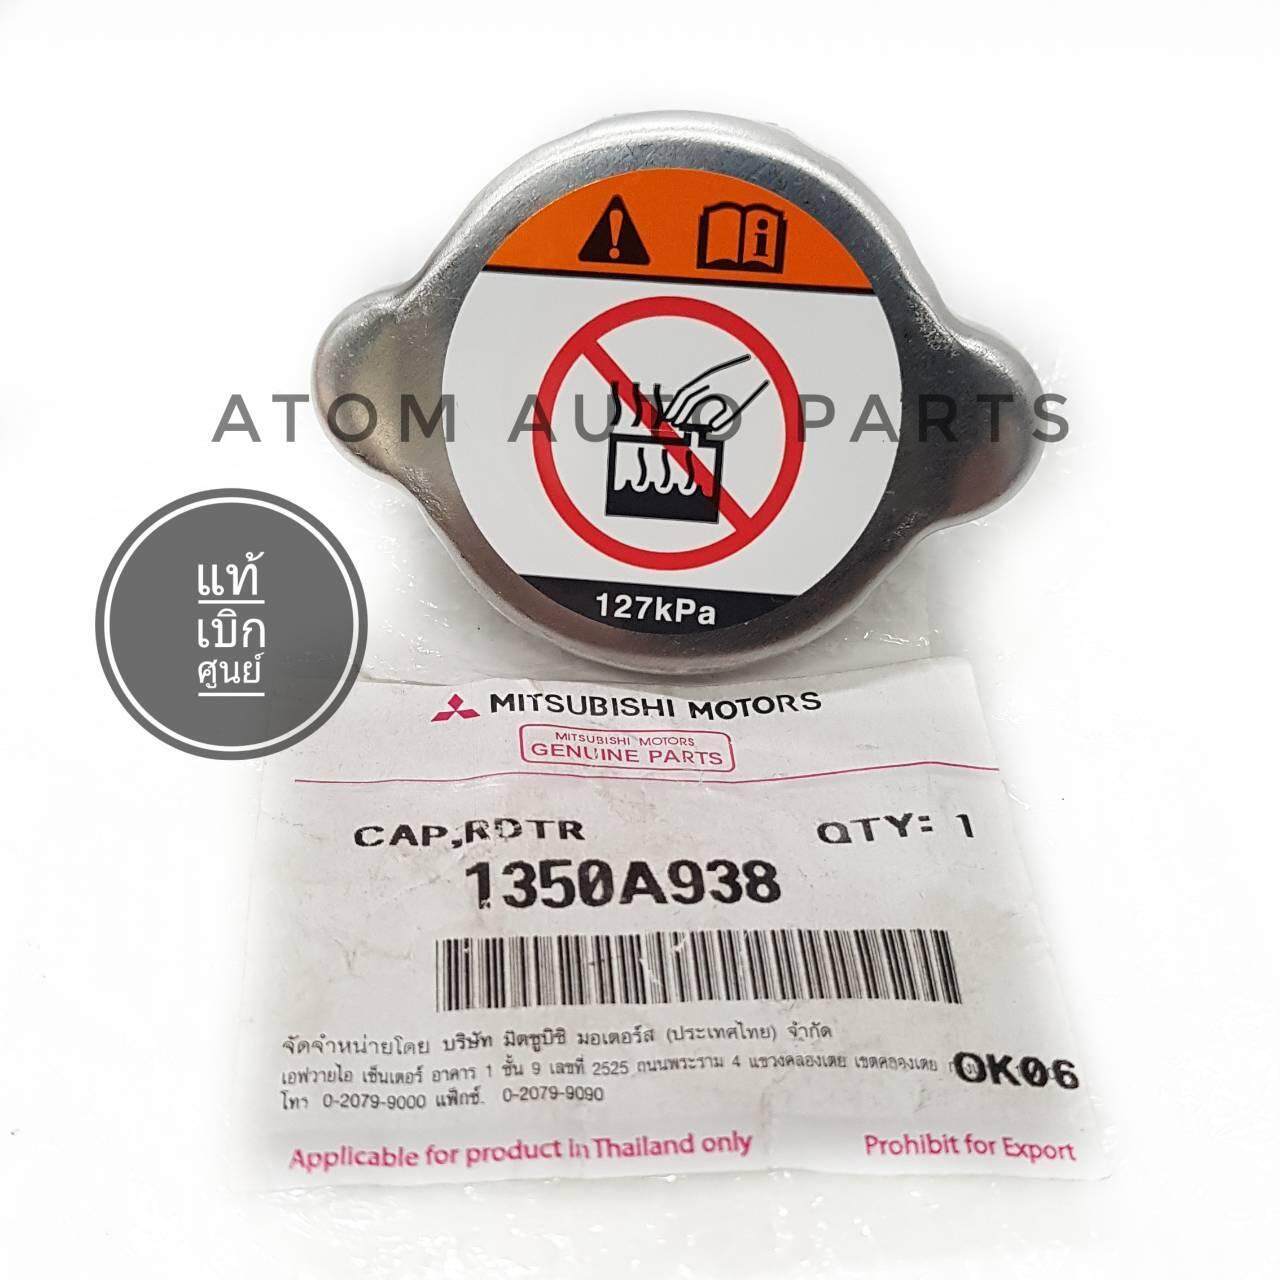 ATOM AUTO PARTS
127kPa
แท้
เบิก
ศูนย์
MITSUBISHI MOTORS
MITSUBISHI MOTORS
GENUINE PARTS
CAP,RDTR QTY: 1
1350A938
จัดจำหน่ายโดย บริษัท มิตซูบิชิ มอเตอร์ส (ประเทศไทย) จำกัด
เอฟวายไอ เซ็นเตอร์ อาคาร 1 ชั้น 9 เลขที่ 2525 ถนนพระราม 4 แขวงคลองเตย เขตคลองเตย OK06
โทร 0-2079-9000 แฟ็กซ์. 0-2079-9090
Applicable for product in Thailand only Prohibit for Export